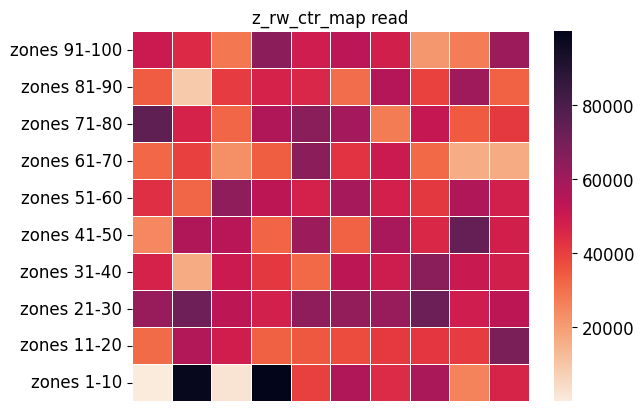 z_rw_ctr_map read
zones 91-100
zones 81-90
zones 71-80
zones 61-70
zones 51-60
zones 41-50
zones 31-40
zones 21-30
zones 11-20
zones 1-10
80000
60000
40000
20000